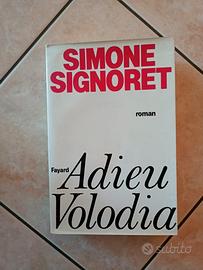 SIMONE
SIGNORET
roman
Fayard
Adieu
Volodia
subito